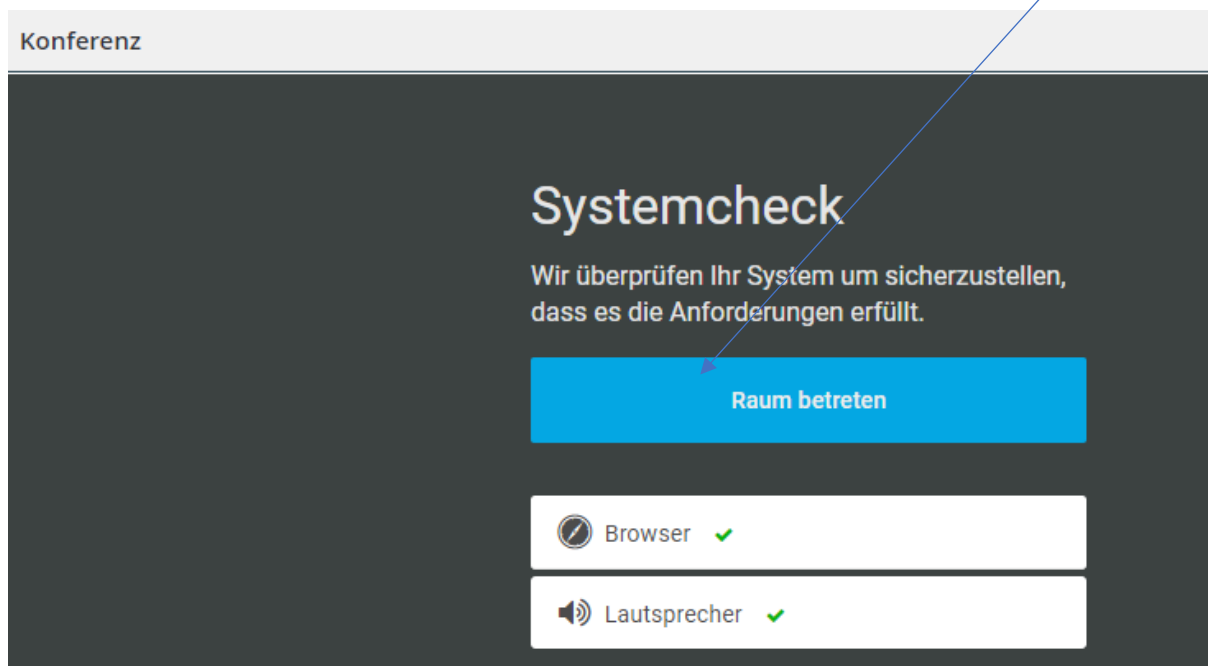 Konferenz
Systemcheck
Wir überprüfen Ihr System um sicherzustellen,
dass es die Anforderungen erfüllt.
Raum betreten
Browser
Lautsprecher